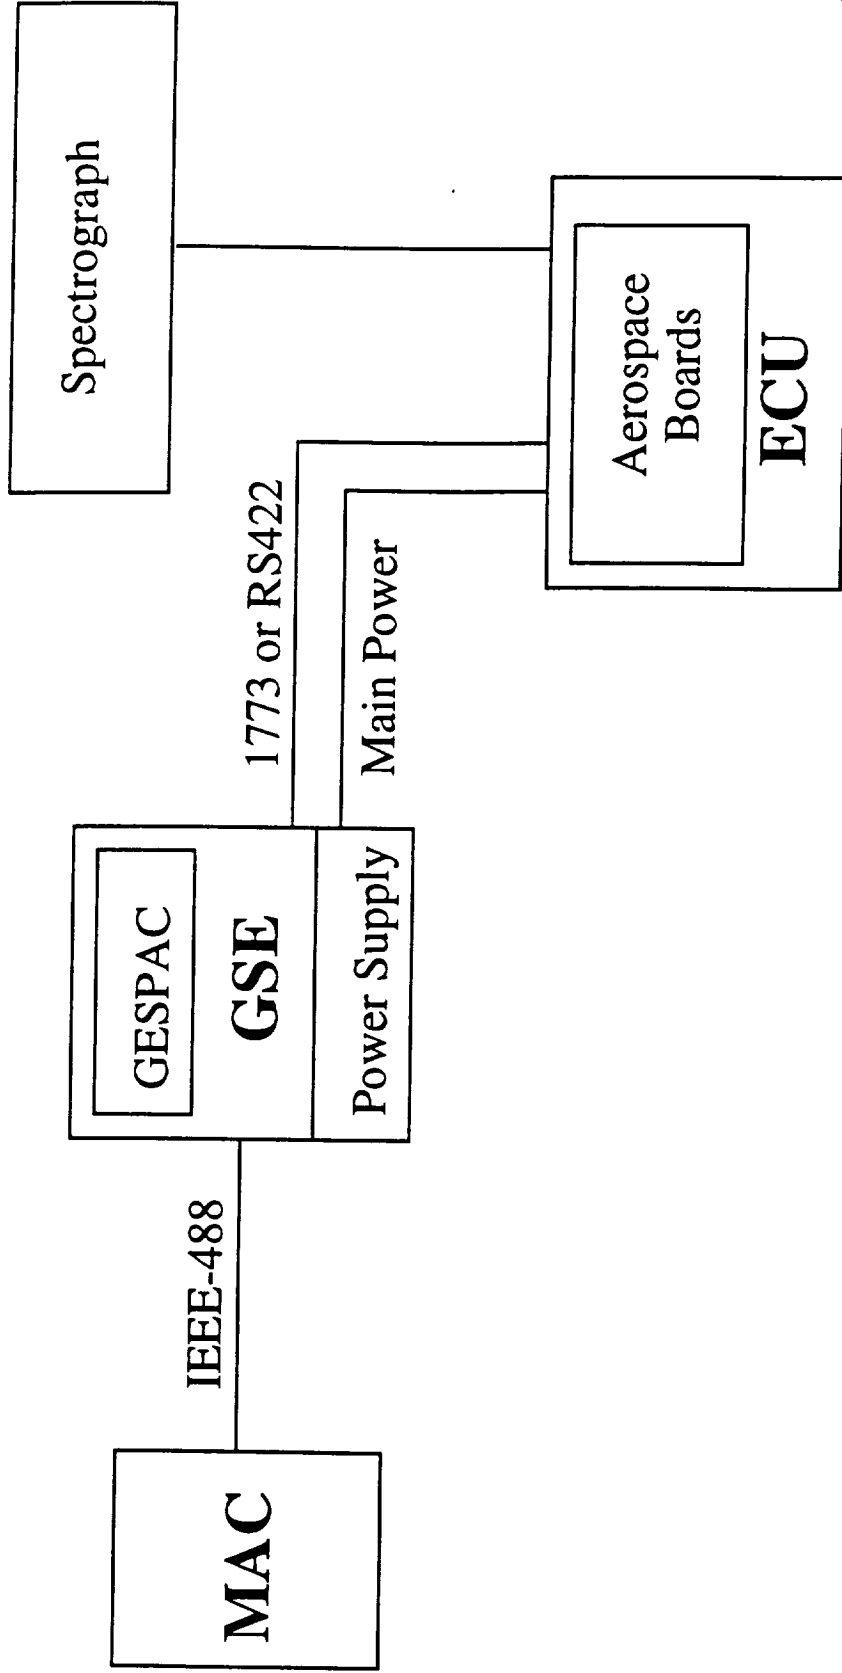 MAC
IEEE-488
GESPAC
GSE
Power Supply
1773 or RS422
Main Power
Spectrograph
Aerospace
Boards
ECU